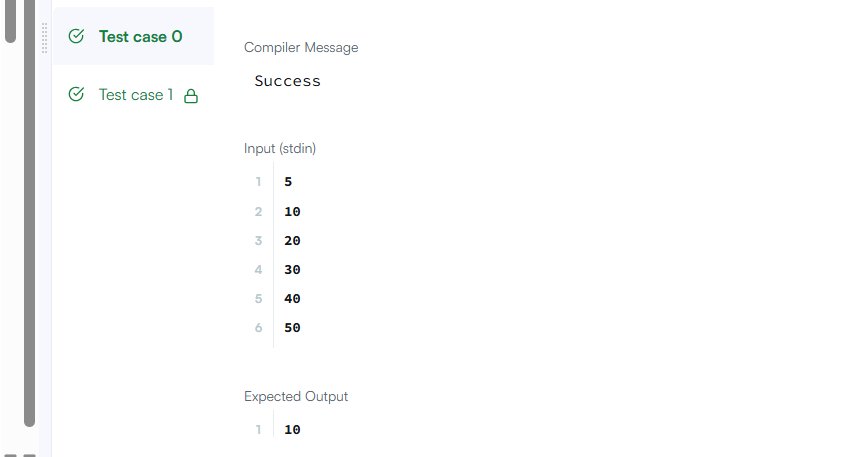 Test case 0
Test case 1
Compiler Message
Success
Input (stdin)
1 5
2 10
3 20
4 30
5 40
6 50
Expected Output
1 10